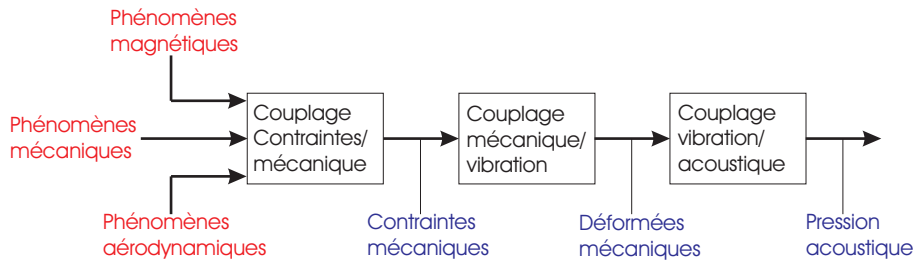 Phénomènes
magnétiques
Phénomènes
mécaniques
Phénomènes
aérodynamiques
Couplage
Contraintes/
mécanique
Couplage
mécanique/
vibration
Couplage
vibration/
acoustique
Contraintes
mécaniques
Déformées
mécaniques
Pression
acoustique